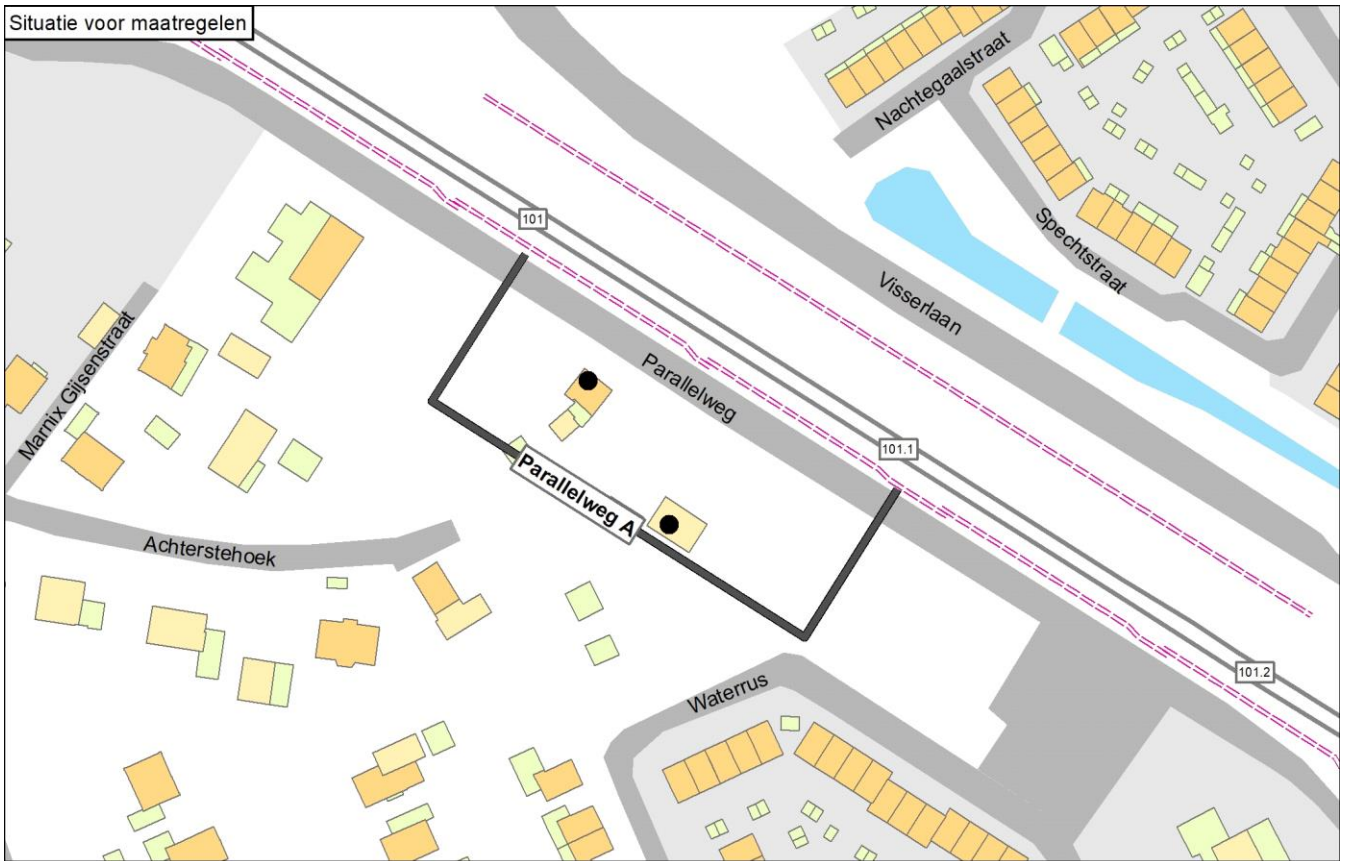 Situatie voor maatregelen
Nachtegaalstraat
101
Spechtstraat
Visserlaan
Marnix Gijsenstraat
Parallelweg
101.1
Parallelweg A
Achterstehoek
101.2
Waterrus